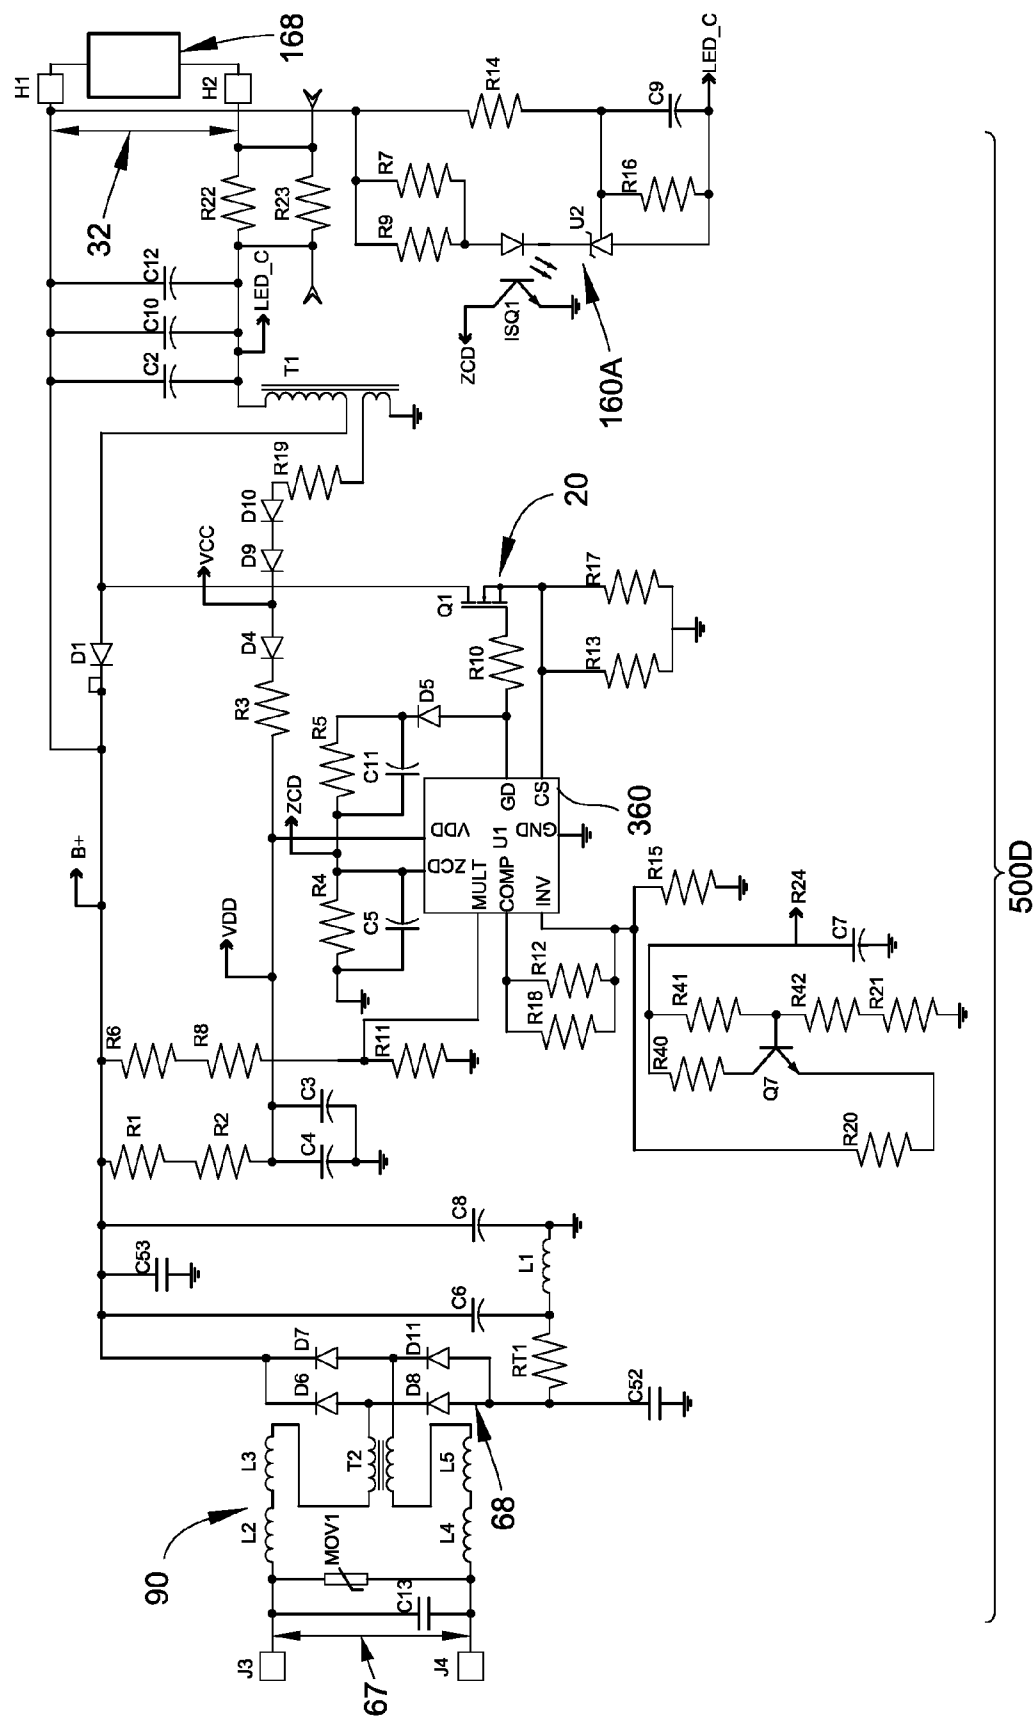 90
67
J3
J4
C13
MOV1
L2
L3
L4
L5
T2
D6
D7
D8
D11
68
C52
RT1
C6
L1
C53
C8
R1
R2
C4
C3
R6
R8
R11
VDD
B+
R4
C5
ZCD
R5
C11
D5
R3
D4
VCC
D9
D10
R19
D1
MULT
ZCD
VDD
COMP
U1
GD
INV
GND
CS
360
R10
Q1
20
R13
R17
R18
R12
R15
R20
Q7
R40
R41
R42
R21
R24
C7
T1
C2
C10
C12
LED_C
R22
R23
32
H1
H2
168
ZCD
ISQ1
160A
R9
R7
U2
R16
R14
C9
LED_C
500D